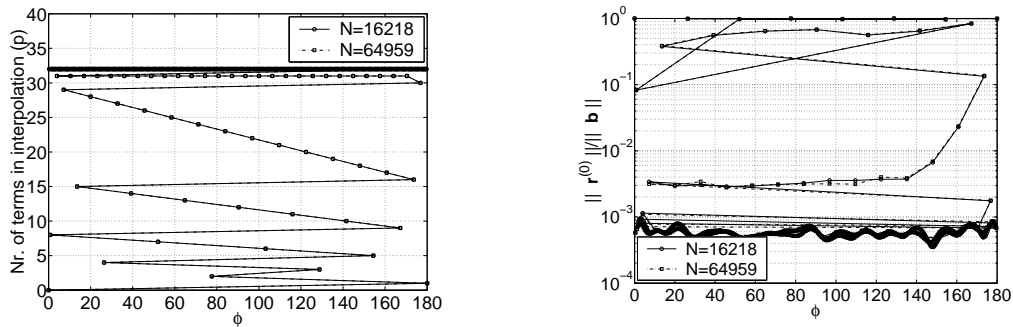 Nr. of terms in interpolation (p)
40
35
30
25
20
15
10
5
0
0 20 40 60 80 100 120 140 160 180
ϕ
N=16218
N=64959
|| r^(0) ||/|| b ||
10^0
10^−1
10^−2
10^−3
10^−4
0 20 40 60 80 100 120 140 160 180
ϕ
N=16218
N=64959